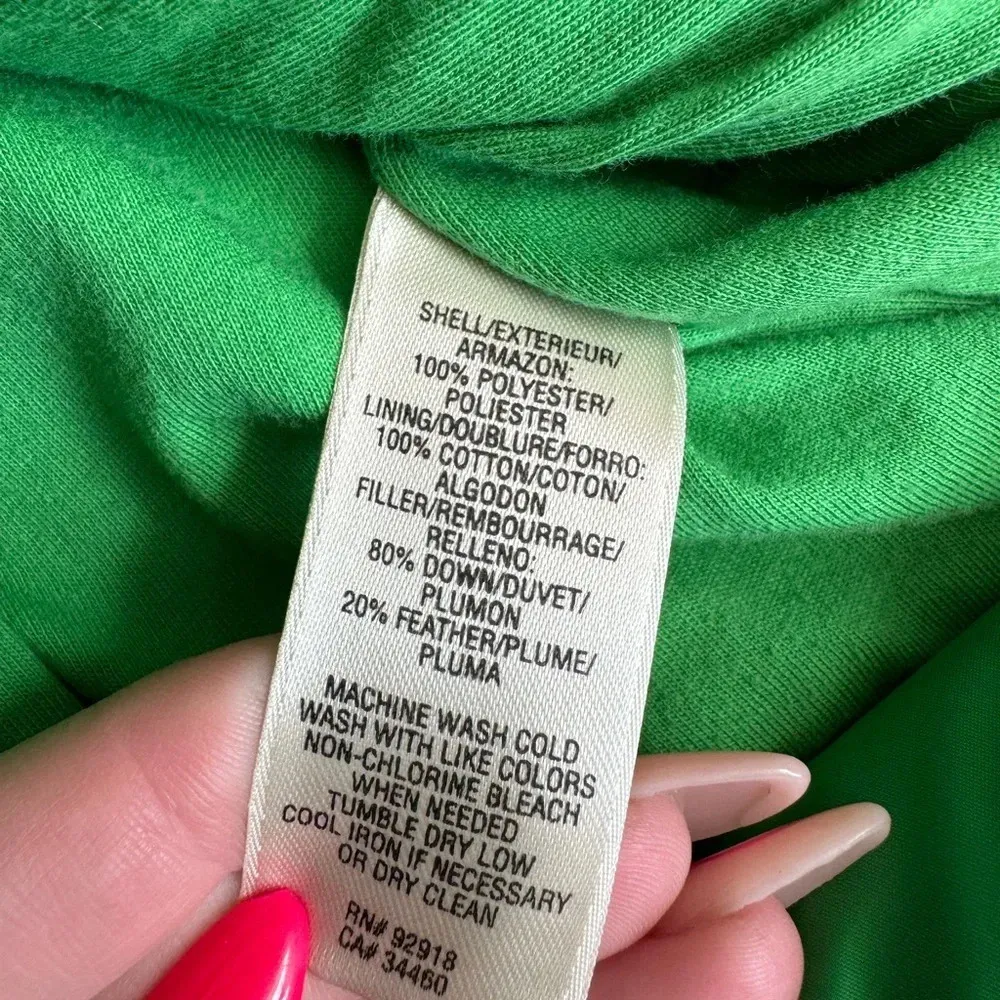 SHELL/EXTERIEUR/
ARMAZON:
100% POLYESTER/
POLIESTER
LINING/DOUBLURE/FORRO:
100% COTTON/COTON/
ALGODON
FILLER/REMBOURRAGE/
RELLENO:
80% DOWN/DUVET/
PLUMON
20% FEATHER/PLUME/
PLUMA
MACHINE WASH COLD
WASH WITH LIKE COLORS
NON-CHLORINE BLEACH
WHEN NEEDED
TUMBLE DRY LOW
COOL IRON IF NECESSARY
OR DRY CLEAN
RN# 92918
CA# 34460